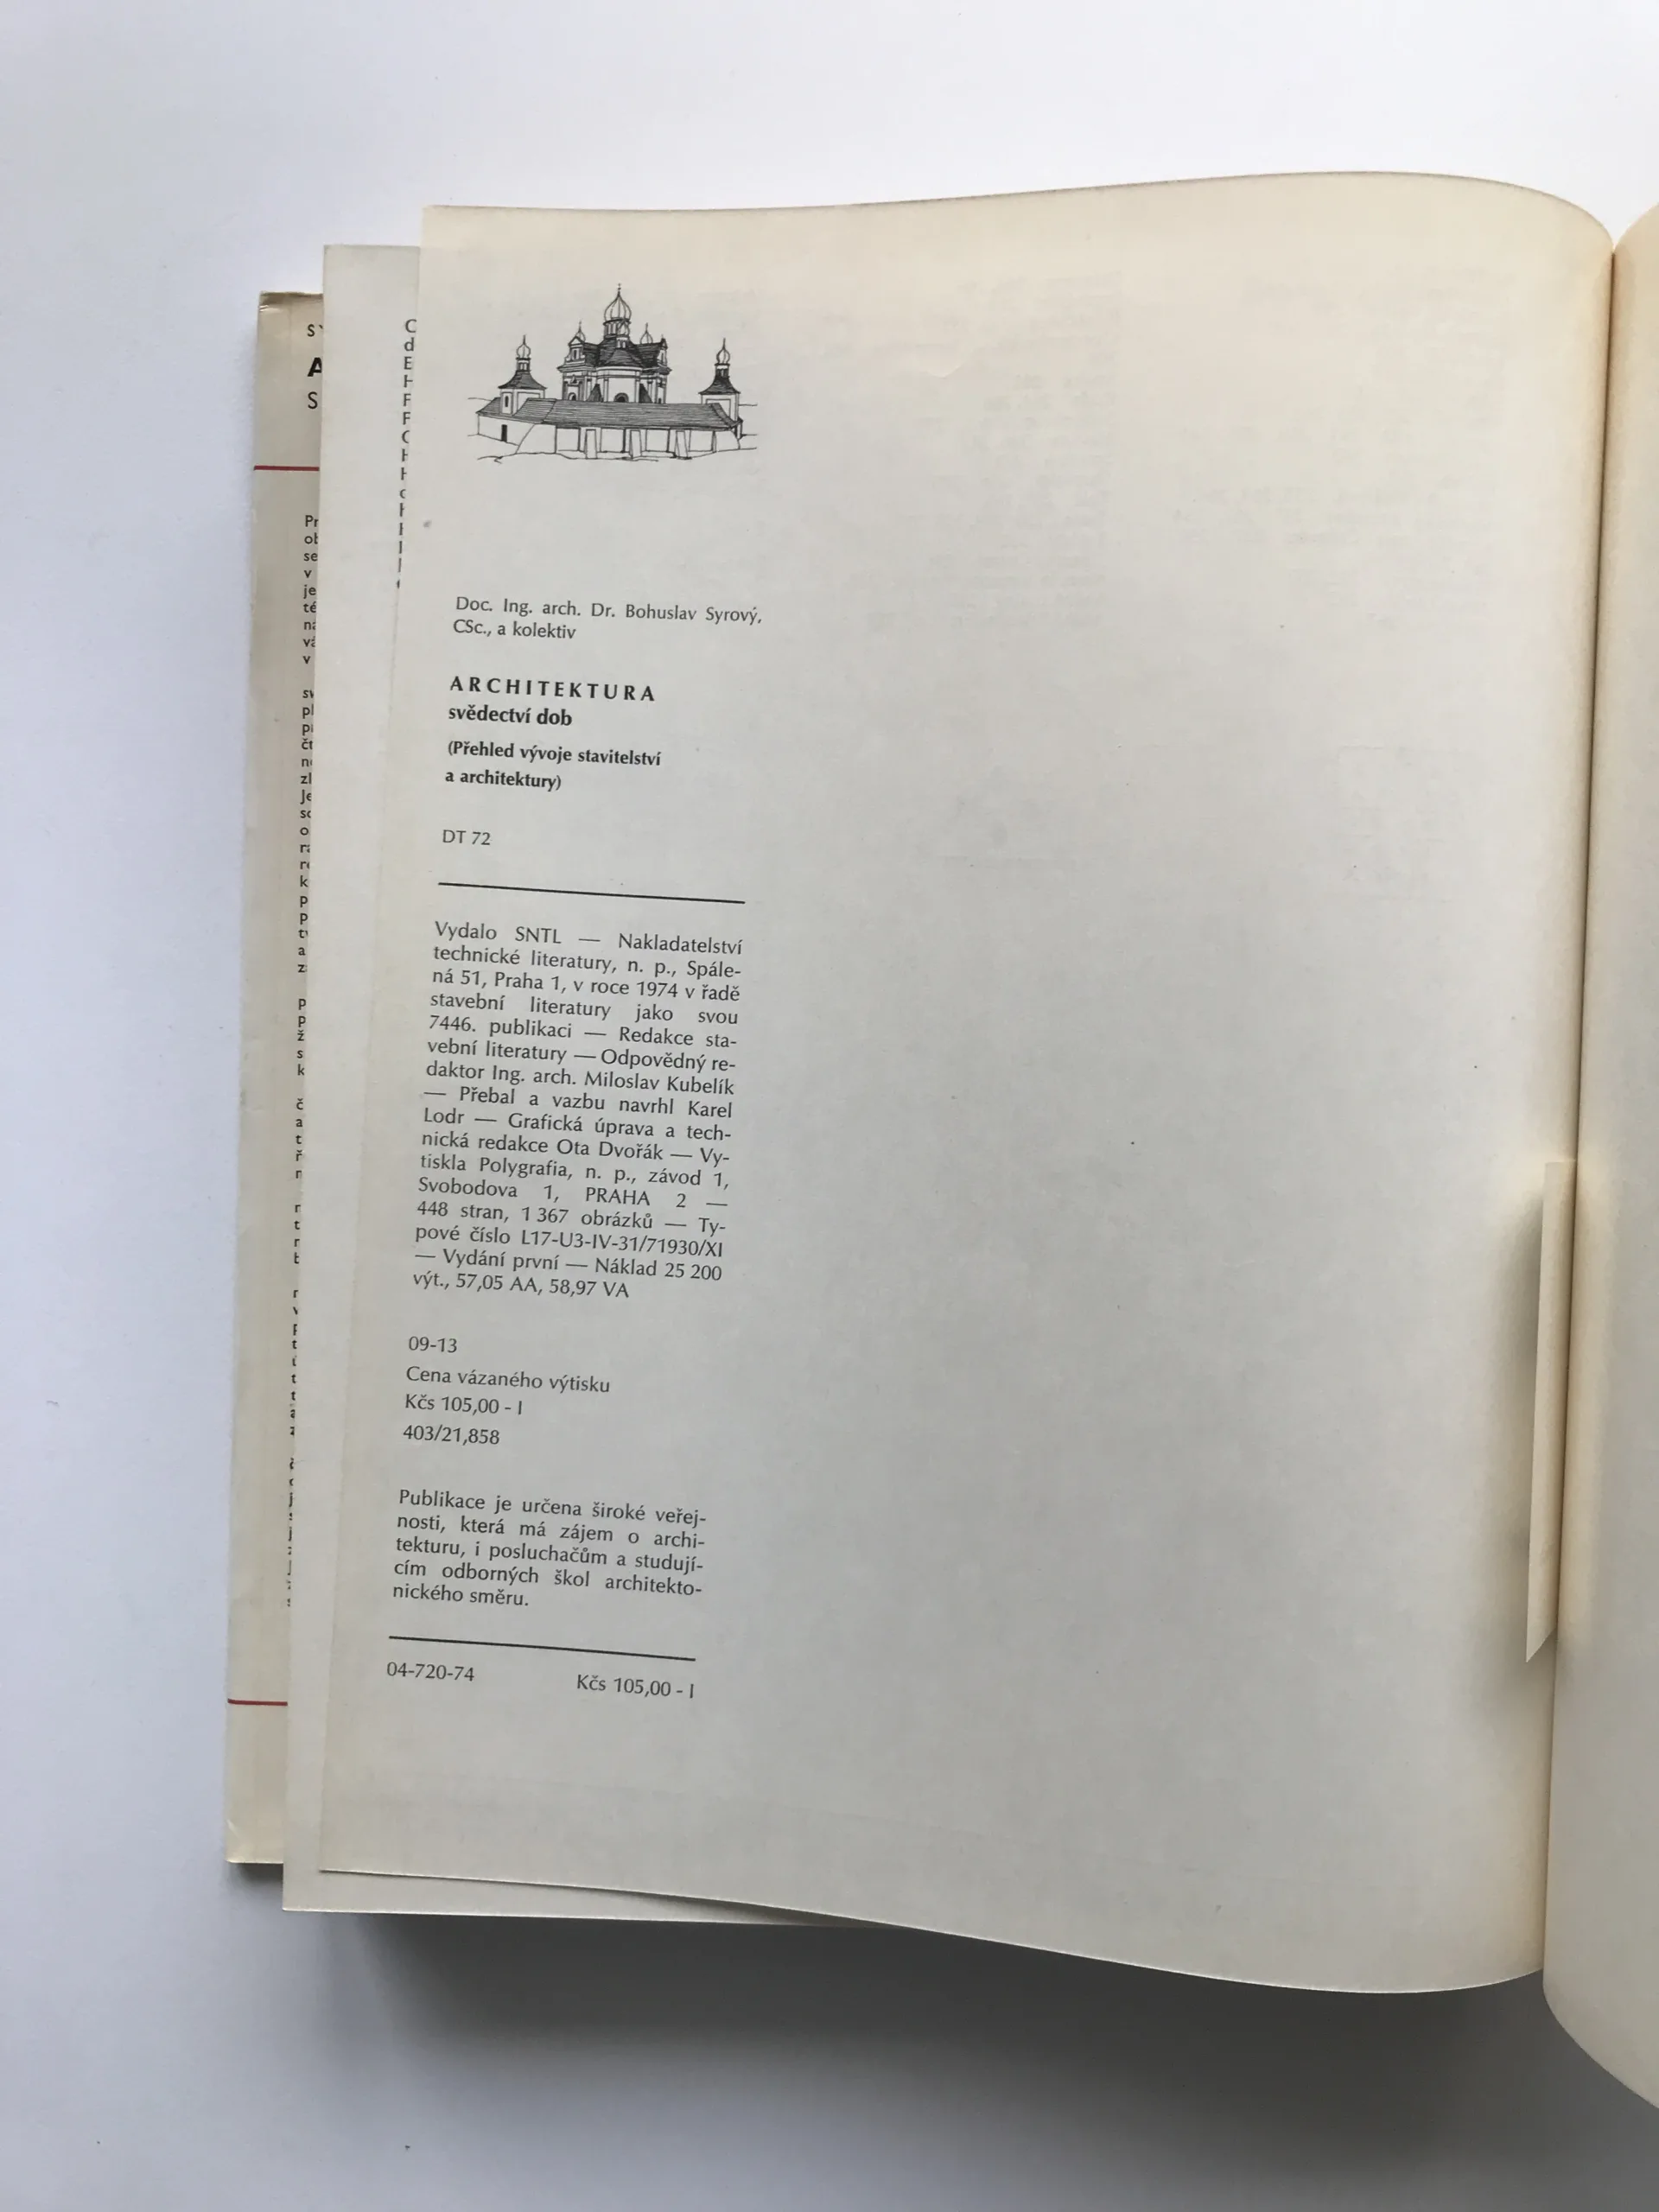 Doc. Ing. arch. Dr. Bohuslav Syrový,
CSc., a kolektiv
ARCHITEKTURA
svědectví dob
(Přehled vývoje stavitelství
a architektury)
DT 72
Vydalo SNTL — Nakladatelství
technické literatury, n. p., Spále-
ná 51, Praha 1, v roce 1974 v řadě
stavební literatury jako svou
7446. publikaci — Redakce sta-
vební literatury — Odpovědný re-
daktor Ing. arch. Miloslav Kubelík
— Přebal a vazbu navrhl Karel
Lodr — Grafická úprava a tech-
nická redakce Ota Dvořák — Vy-
tiskla Polygrafia, n. p., závod 1,
Svobodova 1, PRAHA 2 —
448 stran, 1 367 obrázků — Ty-
pové číslo L17-U3-IV-31/71930/XI
— Vydání první — Náklad 25 200
výt., 57,05 AA, 58,97 VA
09-13
Cena vázaného výtisku
Kčs 105,00 - I
403/21,858
Publikace je určena široké veřej-
nosti, která má zájem o archi-
tekturu, i posluchačům a studují-
cím odborných škol architekto-
nického směru.
04-720-74 Kčs 105,00 - I